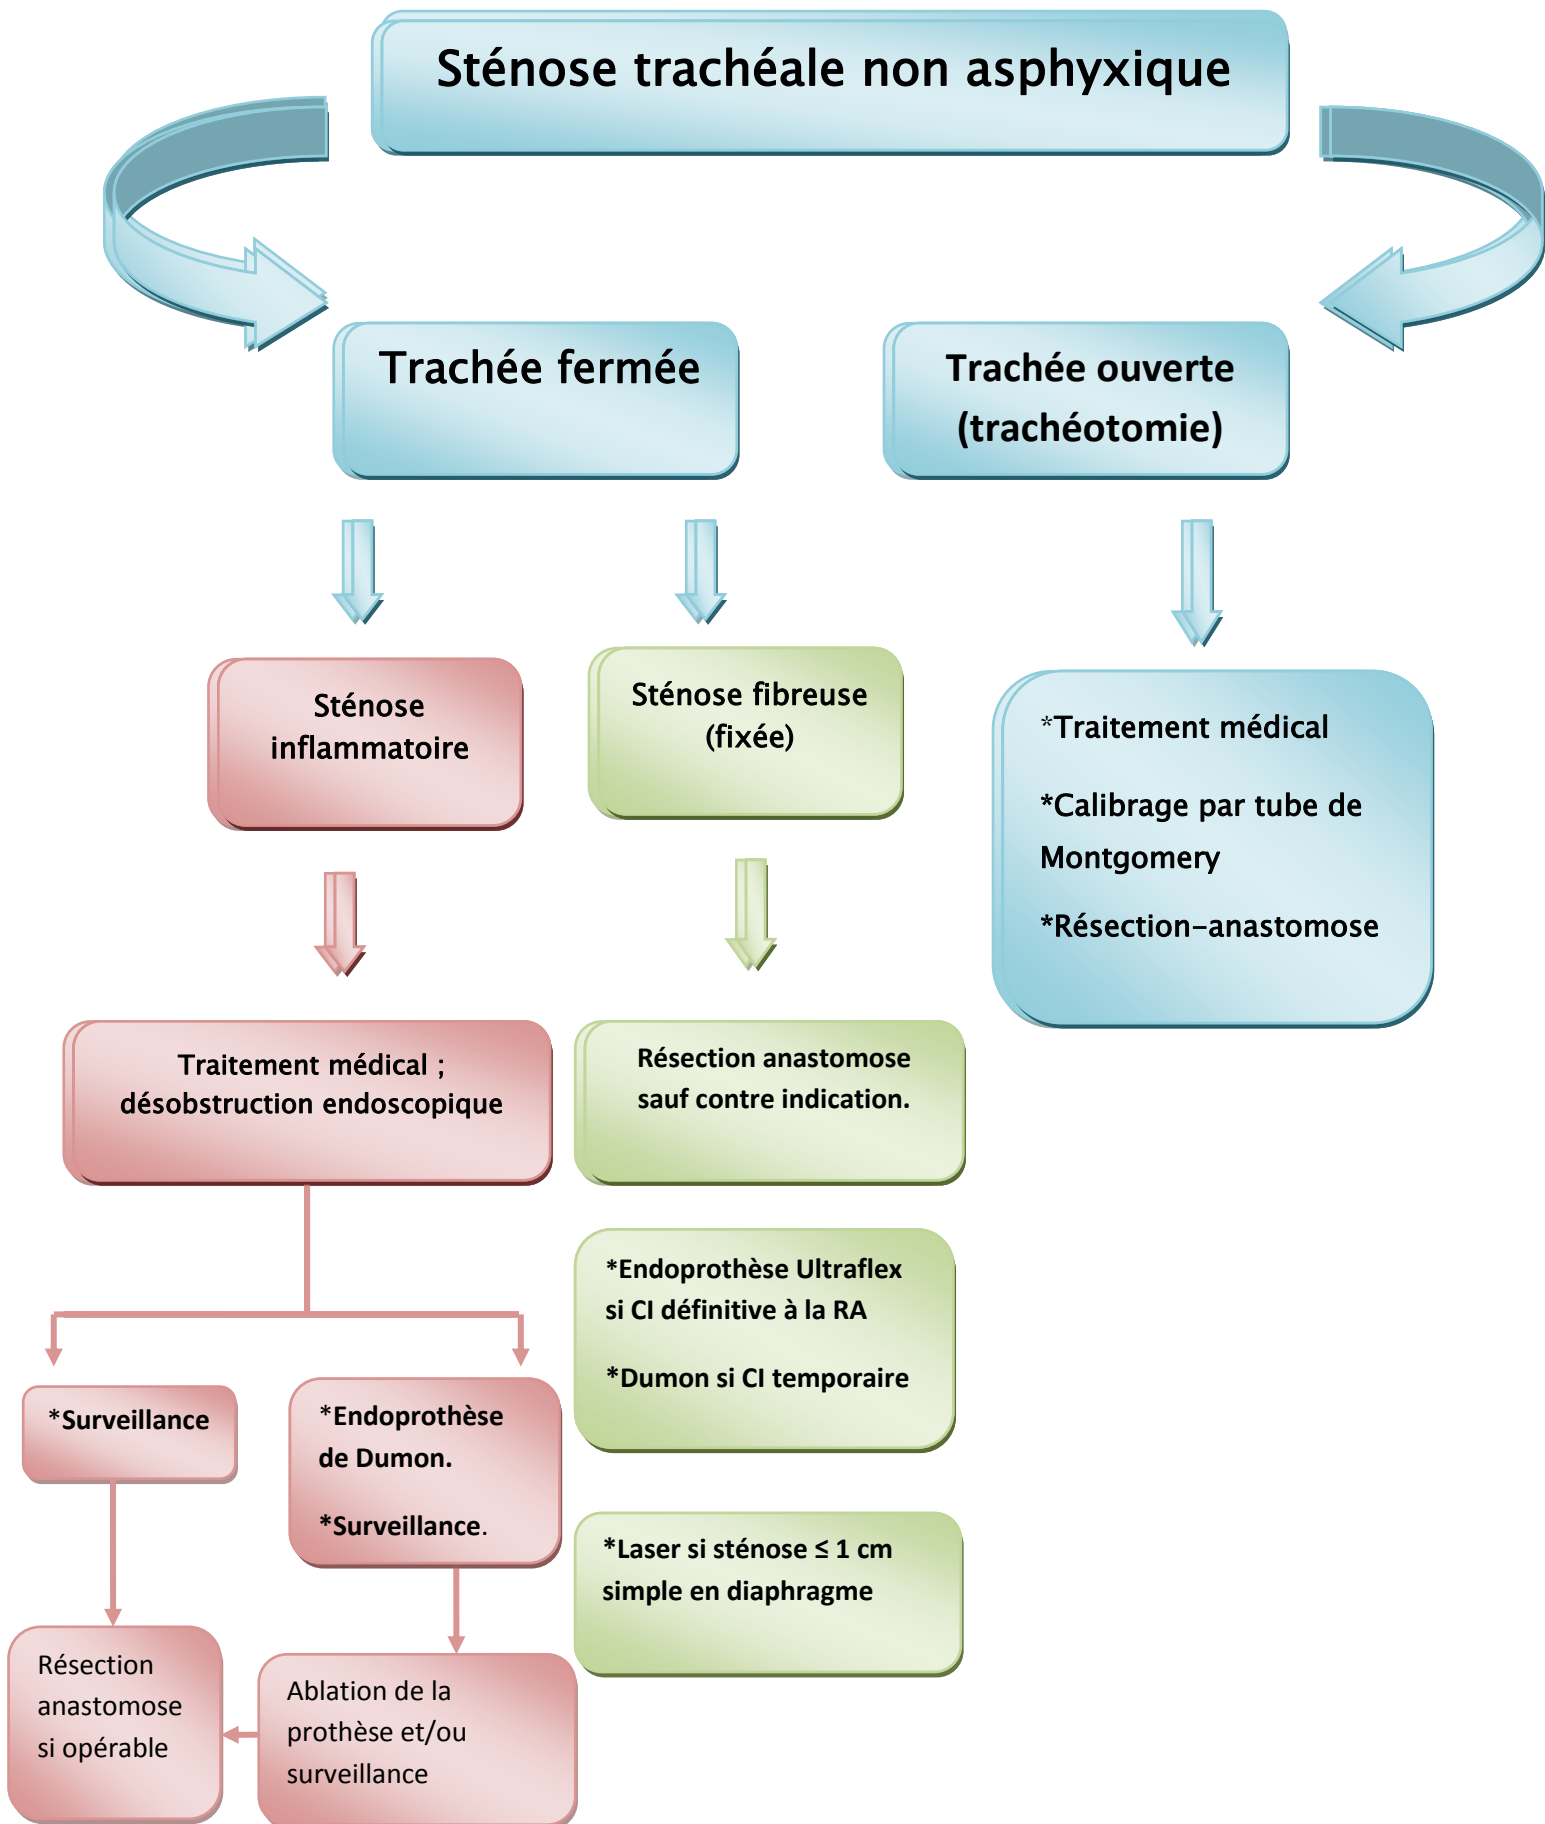 Sténose trachéale non asphyxique
Trachée fermée
Trachée ouverte
(trachéotomie)
Sténose
inflammatoire
Sténose fibreuse
(fixée)
*Traitement médical
*Calibrage par tube de
Montgomery
*Résection-anastomose
Traitement médical ;
désobstruction endoscopique
Résection anastomose
sauf contre indication.
*Endoprothèse Ultraflex
si CI définitive à la RA
*Dumon si CI temporaire
*Surveillance
*Endoprothèse
de Dumon.
*Surveillance.
*Laser si sténose ≤ 1 cm
simple en diaphragme
Résection
anastomose
si opérable
Ablation de la
prothèse et/ou
surveillance